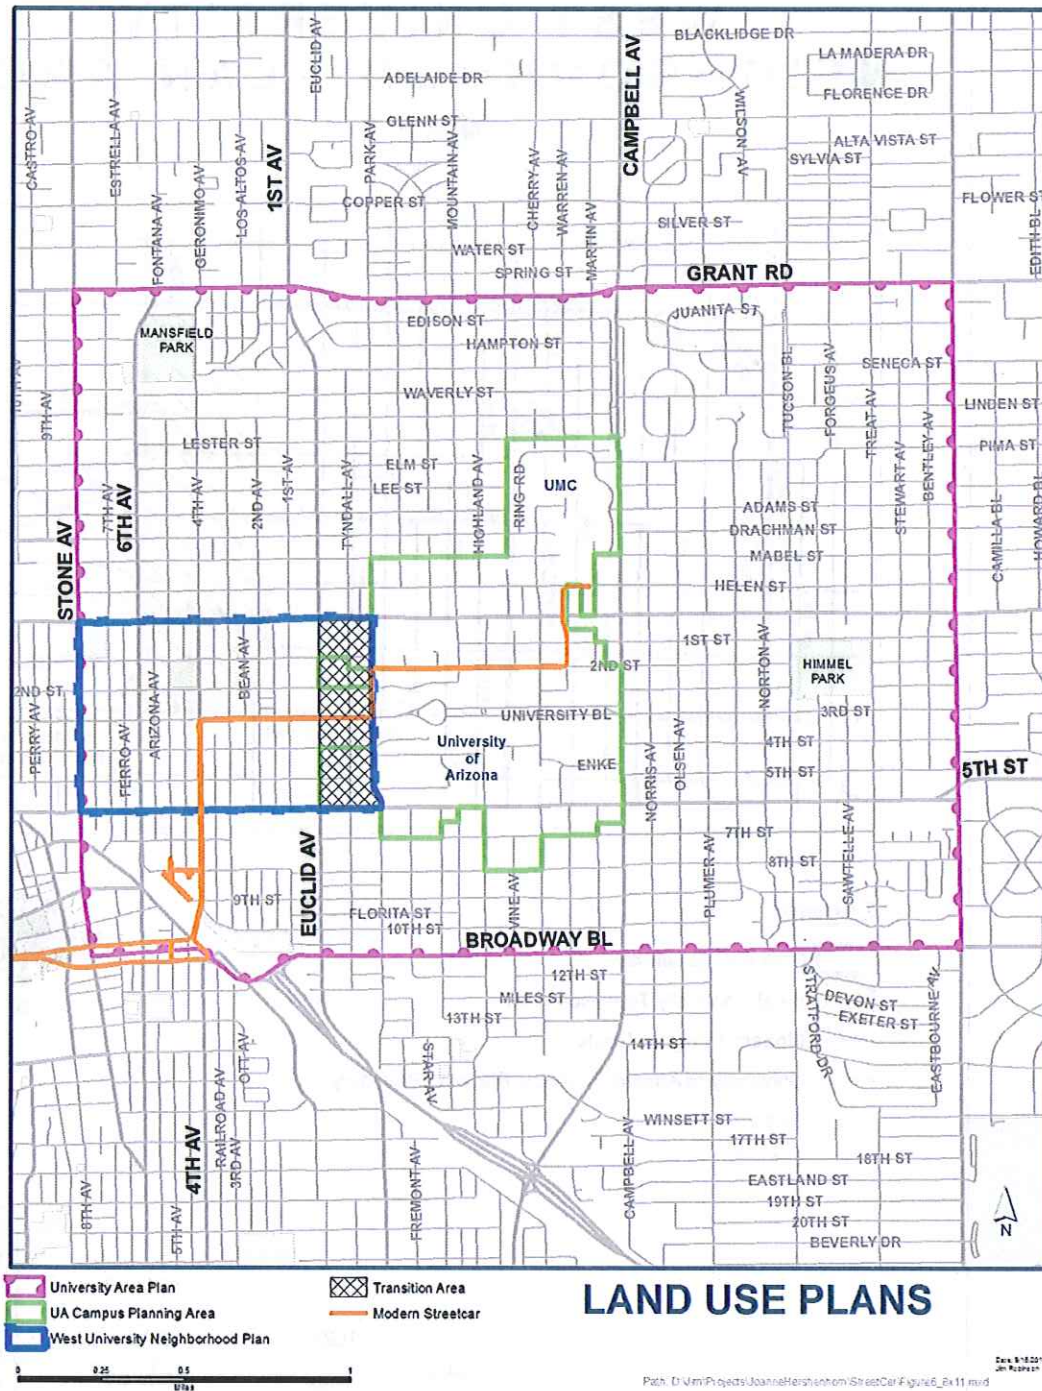 BLACKLIDGE DR
LA MADERA DR
EUCLID AV
ADELAIDE DR
CAMPBELL AV
FLORENCE DR
GLENN ST
WILSON AV
CASTRO AV
ESTRELLA AV
LOS ALTOS AV
1ST AV
PARK AV
MOUNTAIN AV
ALTA VISTA ST
SYLVIA ST
GERONIMO AV
COPPER ST
CHERRY AV
WARREN AV
FLOWER ST
FONTANA AV
MARTIN AV
SILVER ST
EDITH BL
WATER ST
SPRING ST
GRANT RD
EDISON ST
JUANITA ST
MANSFIELD
PARK
HAMPTON ST
SENECA ST
TUCSON BL
FORGEUS AV
WAVERLY ST
9TH AV
TREAT AV
LINDEN ST
LESTER ST
PIMA ST
ELM ST
LEE ST
UMC
BENTLEY AV
STEWART AV
7TH AV
6TH AV
4TH AV
2ND AV
1ST AV
TYNDALL AV
HIGHLAND AV
RING RD
ADAMS ST
DRACHMAN ST
MABEL ST
HELEN ST
CAMILLA BL
HOWARD BL
STONE AV
1ST ST
2ND ST
NORTON AV
HIMMEL
PARK
2ND ST
BEAN AV
ARIZONA AV
PERRY AV
FERRO AV
UNIVERSITY BL
3RD ST
University
of
Arizona
4TH ST
ENKE
5TH ST
5TH ST
NORRIS AV
OLSEN AV
7TH ST
8TH ST
PLUMER AV
SAWTELLE AV
EUCLID AV
9TH ST
FLORITA ST
10TH ST
VINE AV
BROADWAY BL
12TH ST
MILES ST
13TH ST
STRATFORD DR
DEVON ST
EXETER ST
EASTBOURNE AV
14TH ST
OTT AV
STAR AV
RAILROAD AV
3RD AV
4TH AV
WINSETT ST
17TH ST
18TH ST
8TH AV
5TH AV
FREMONT AV
CAMPBELL AV
EASTLAND ST
19TH ST
20TH ST
BEVERLY DR
N
University Area Plan
UA Campus Planning Area
West University Neighborhood Plan
Transition Area
Modern Streetcar
LAND USE PLANS
0 0.25 0.5 1
Miles